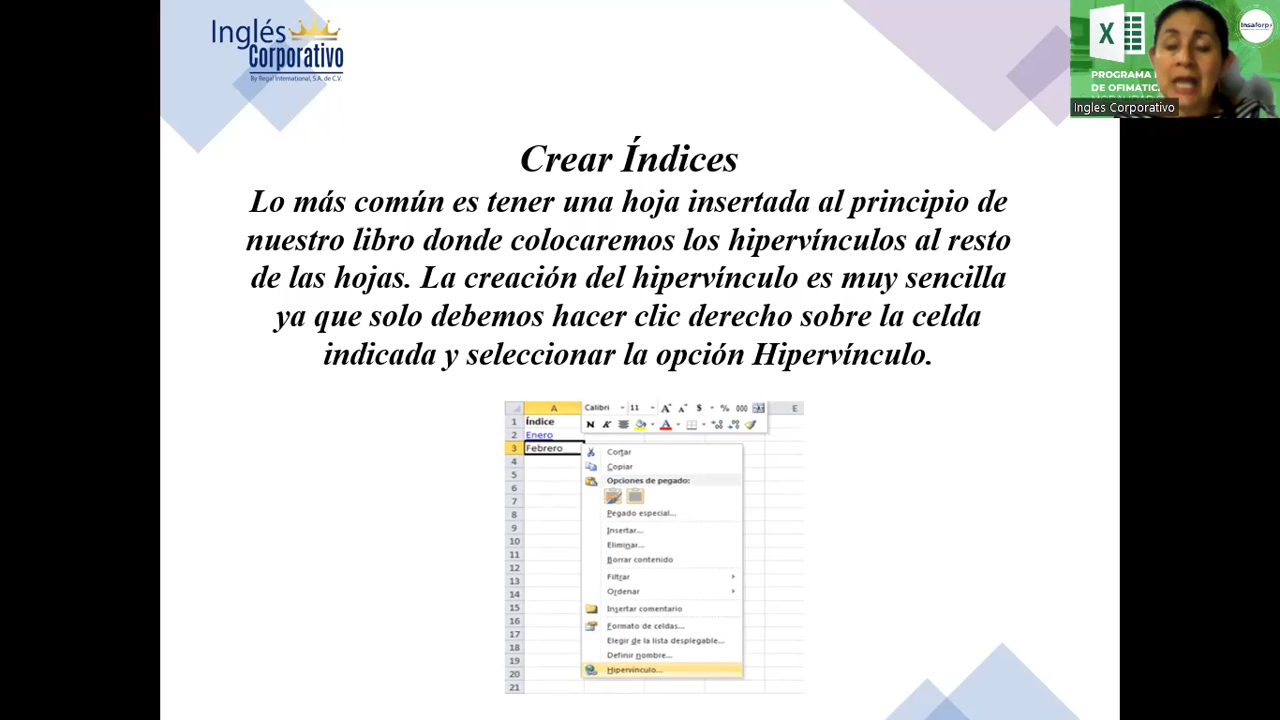 Inglés
Corporativo
By Regal International, S.A. de C.V.
X
Insaforp
PROGRAMA
DE OFIMATIC
Ingles Corporativo
Crear Índices
Lo más común es tener una hoja insertada al principio de
nuestro libro donde colocaremos los hipervínculos al resto
de las hojas. La creación del hipervínculo es muy sencilla
ya que solo debemos hacer clic derecho sobre la celda
indicada y seleccionar la opción Hipervínculo.
A
Calibri 11 A A $ % 000
E
N K A
1 Índice
2 Enero
3 Febrero
4
5
6
7
8
9
10
11
12
13
14
15
16
17
18
19
20
21
Cortar
Copiar
Opciones de pegado:
Pegado especial...
Insertar...
Eliminar...
Borrar contenido
Filtrar
Ordenar
Insertar comentario
Formato de celdas...
Elegir de la lista desplegable...
Definir nombre...
Hipervínculo...